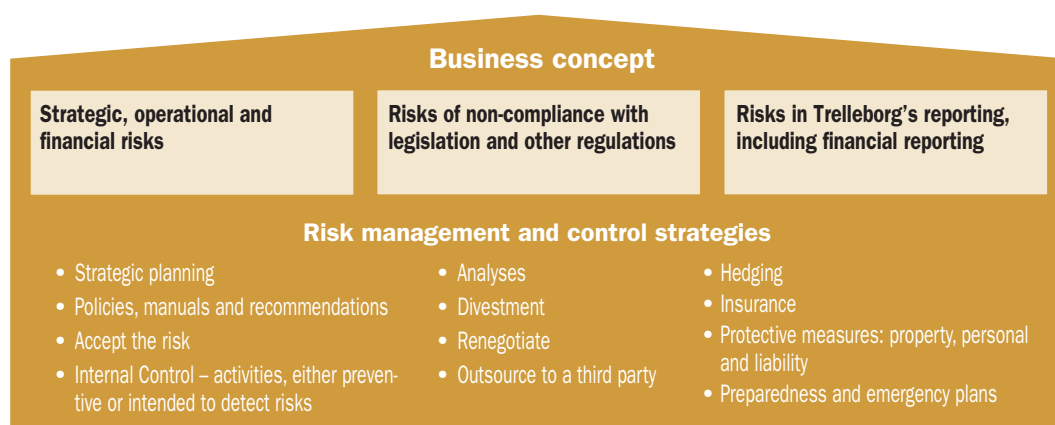 Business concept
Strategic, operational and
financial risks
Risks of non-compliance with
legislation and other regulations
Risks in Trelleborg’s reporting,
including financial reporting
Risk management and control strategies
• Strategic planning
• Policies, manuals and recommendations
• Accept the risk
• Internal Control – activities, either preven-
tive or intended to detect risks
• Analyses
• Divestment
• Renegotiate
• Outsource to a third party
• Hedging
• Insurance
• Protective measures: property, personal
and liability
• Preparedness and emergency plans